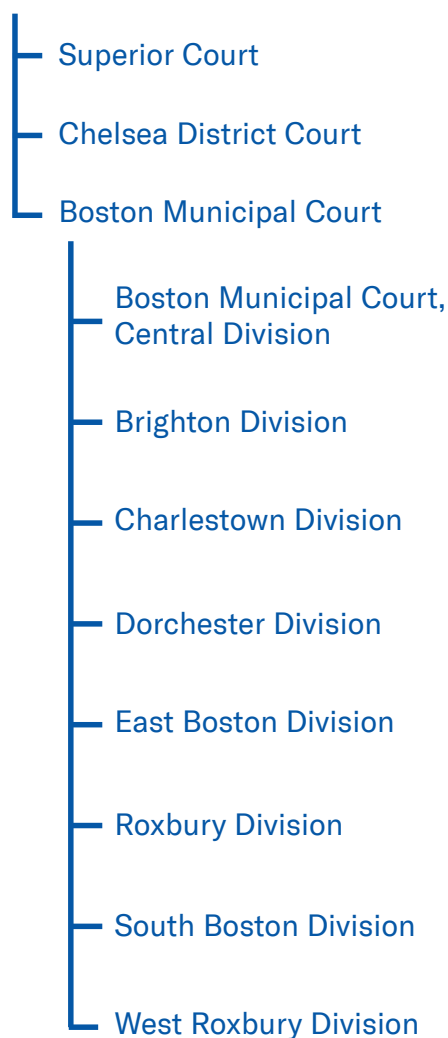 Superior Court
Chelsea District Court
Boston Municipal Court
Boston Municipal Court,
Central Division
Brighton Division
Charlestown Division
Dorchester Division
East Boston Division
Roxbury Division
South Boston Division
West Roxbury Division